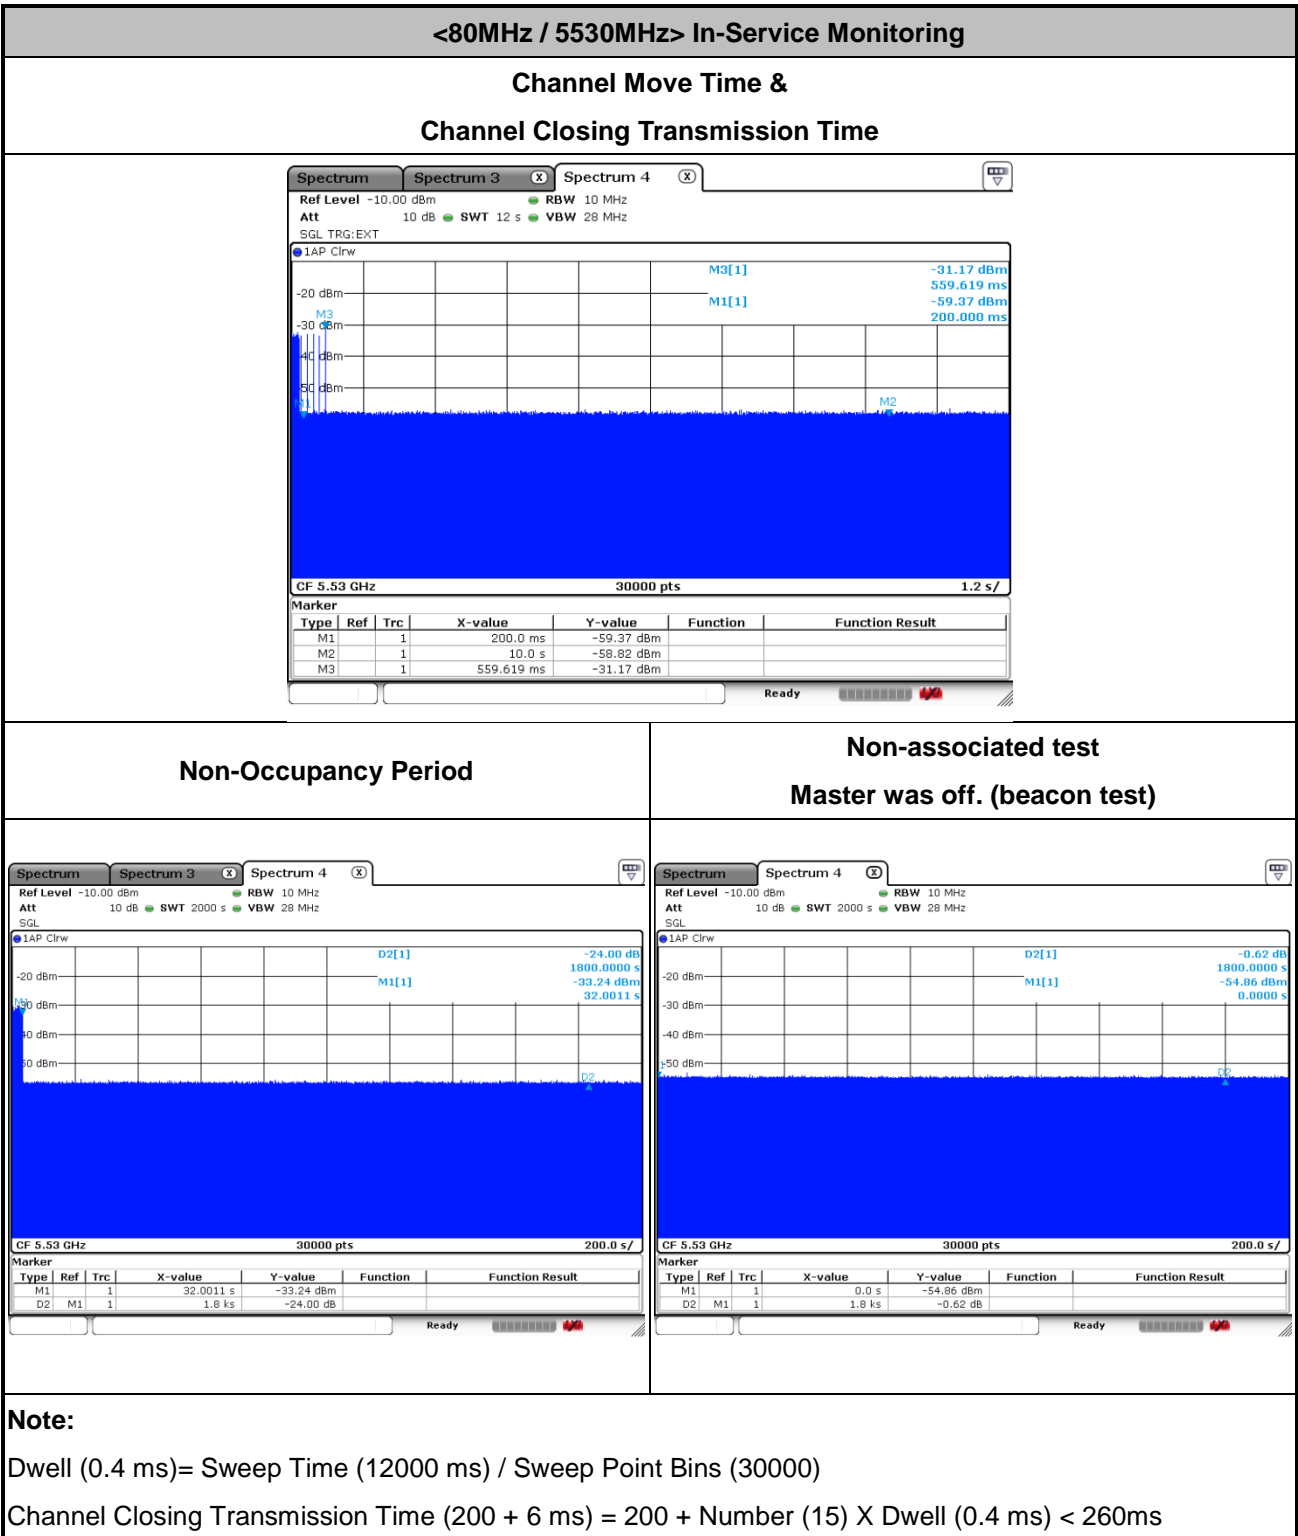 <80MHz / 5530MHz> In-Service Monitoring
Channel Move Time &
Channel Closing Transmission Time
Spectrum Spectrum 3 X Spectrum 4 X
Ref Level -10.00 dBm RBW 10 MHz
Att 10 dB SWT 12 s VBW 28 MHz
SGL TRG:EXT
1AP Clrw
M3[1] -31.17 dBm
559.619 ms
-20 dBm
M1[1] -59.37 dBm
200.000 ms
M3
-30 dBm
-40 dBm
-50 dBm
M1
M2
CF 5.53 GHz 30000 pts 1.2 s/
Marker
Type Ref Trc X-value Y-value Function Function Result
M1 1 200.0 ms -59.37 dBm
M2 1 10.0 s -58.82 dBm
M3 1 559.619 ms -31.17 dBm
Ready
Non-Occupancy Period
Non-associated test
Master was off. (beacon test)
Spectrum Spectrum 3 X Spectrum 4 X
Ref Level -10.00 dBm RBW 10 MHz
Att 10 dB SWT 2000 s VBW 28 MHz
SGL
1AP Clrw
D2[1] -24.00 dB
1800.0000 s
-20 dBm
M1[1] -33.24 dBm
32.0011 s
M1
-30 dBm
-40 dBm
-50 dBm
D2
CF 5.53 GHz 30000 pts 200.0 s/
Marker
Type Ref Trc X-value Y-value Function Function Result
M1 1 32.0011 s -33.24 dBm
D2 M1 1 1.8 ks -24.00 dB
Ready
Spectrum Spectrum 4 X
Ref Level -10.00 dBm RBW 10 MHz
Att 10 dB SWT 2000 s VBW 28 MHz
SGL
1AP Clrw
D2[1] -0.62 dB
1800.0000 s
-20 dBm
M1[1] -54.86 dBm
0.0000 s
-30 dBm
-40 dBm
-50 dBm
D2
CF 5.53 GHz 30000 pts 200.0 s/
Marker
Type Ref Trc X-value Y-value Function Function Result
M1 1 0.0 s -54.86 dBm
D2 M1 1 1.8 ks -0.62 dB
Ready
Note:
Dwell (0.4 ms)= Sweep Time (12000 ms) / Sweep Point Bins (30000)
Channel Closing Transmission Time (200 + 6 ms) = 200 + Number (15) X Dwell (0.4 ms) < 260ms